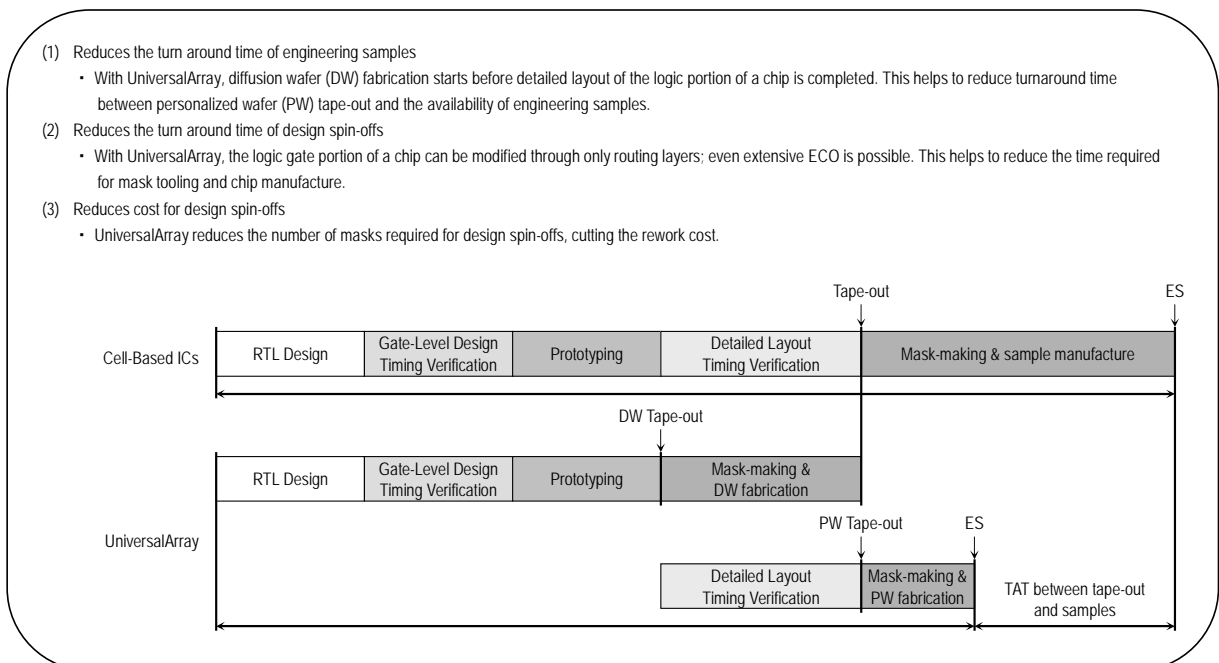 (1) Reduces the turn around time of engineering samples
・ With UniversalArray, diffusion wafer (DW) fabrication starts before detailed layout of the logic portion of a chip is completed. This helps to reduce turnaround time
between personalized wafer (PW) tape-out and the availability of engineering samples.
(2) Reduces the turn around time of design spin-offs
・ With UniversalArray, the logic gate portion of a chip can be modified through only routing layers; even extensive ECO is possible. This helps to reduce the time required
for mask tooling and chip manufacture.
(3) Reduces cost for design spin-offs
・ UniversalArray reduces the number of masks required for design spin-offs, cutting the rework cost.
Tape-out
ES
Cell-Based ICs
RTL Design
Gate-Level Design
Timing Verification
Prototyping
Detailed Layout
Timing Verification
Mask-making & sample manufacture
DW Tape-out
RTL Design
Gate-Level Design
Timing Verification
Prototyping
Mask-making &
DW fabrication
UniversalArray
PW Tape-out
ES
Detailed Layout
Timing Verification
Mask-making &
PW fabrication
TAT between tape-out
and samples